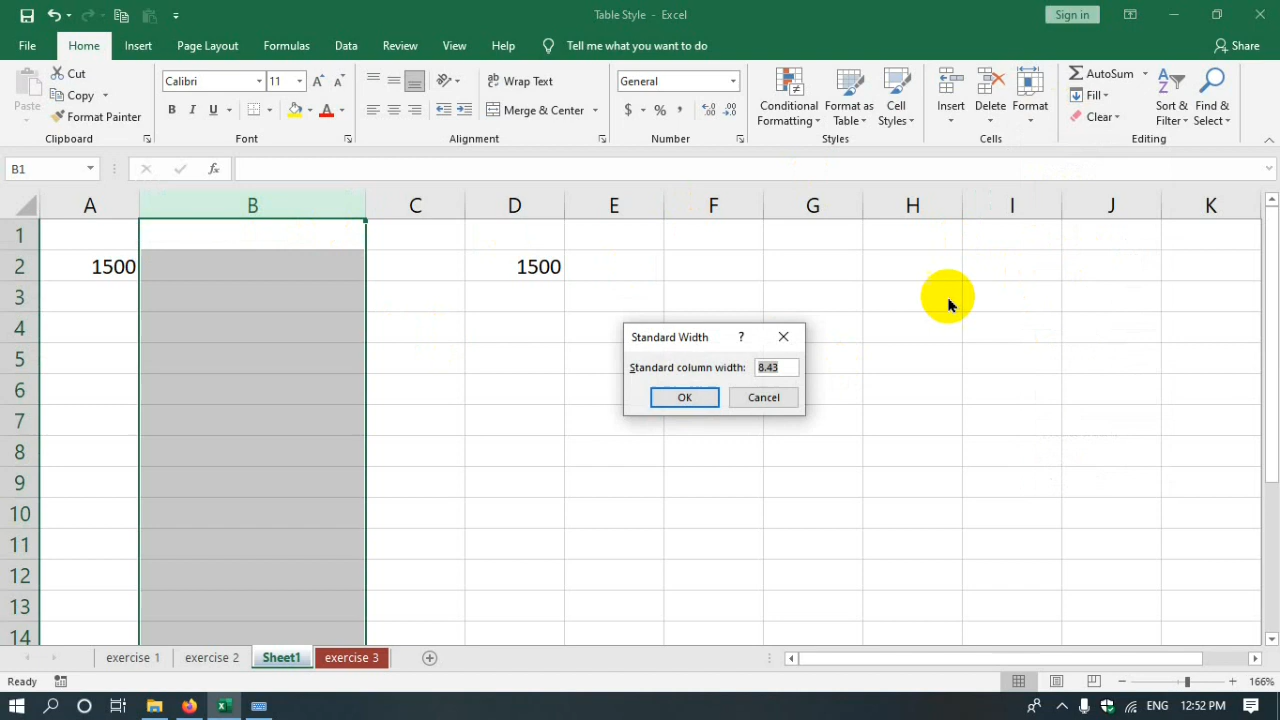 Table Style - Excel
Sign in
File Home Insert Page Layout Formulas Data Review View Help Tell me what you want to do Share
Paste Cut Copy Format Painter Clipboard
Calibri 11 B I U A Font
Wrap Text Merge & Center Alignment
General $ % , Number
Conditional Formatting Format as Table Cell Styles Styles
Insert Delete Format Cells
AutoSum Fill Clear Sort & Filter Find & Select Editing
B1 fx
A B C D E F G H I J K
1
2 1500 1500
3
4
5
6
7
8
9
10
11
12
13
14
Standard Width ?
Standard column width: 8.43
OK Cancel
exercise 1 exercise 2 Sheet1 exercise 3
Ready 166%
ENG 12:52 PM